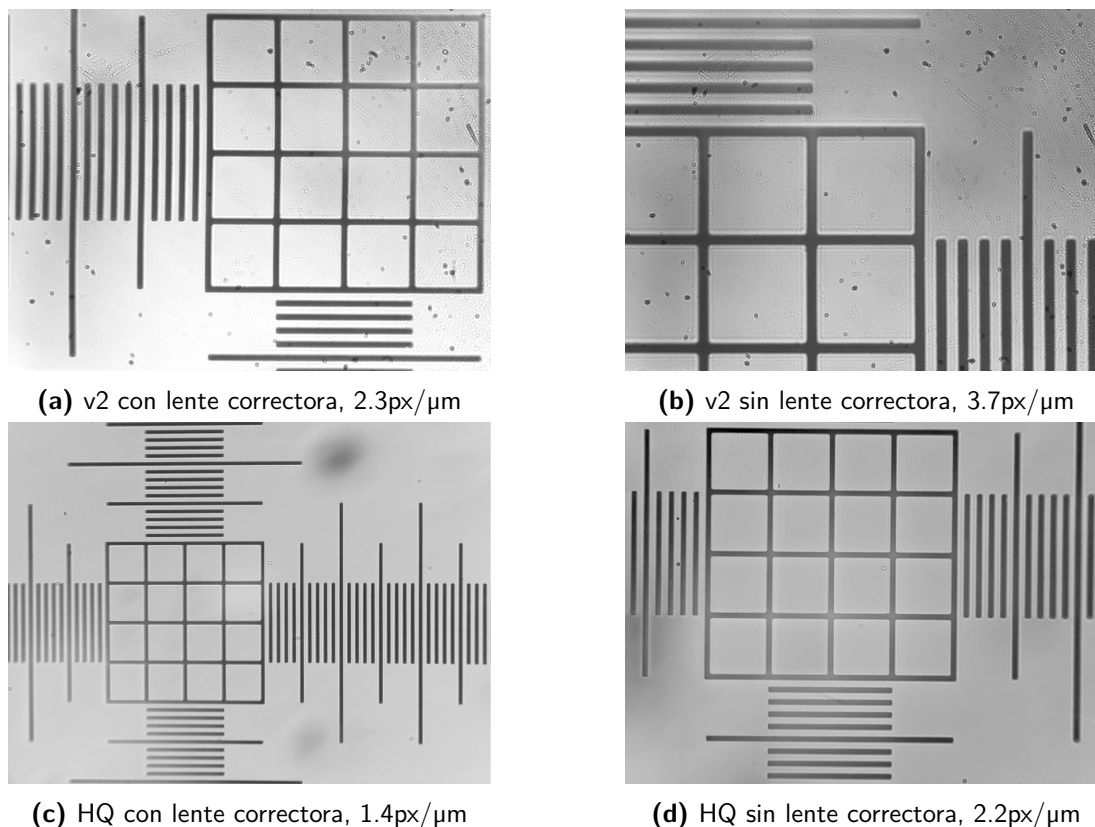 (a) v2 con lente correctora, 2.3px/µm
(b) v2 sin lente correctora, 3.7px/µm
(c) HQ con lente correctora, 1.4px/µm
(d) HQ sin lente correctora, 2.2px/µm